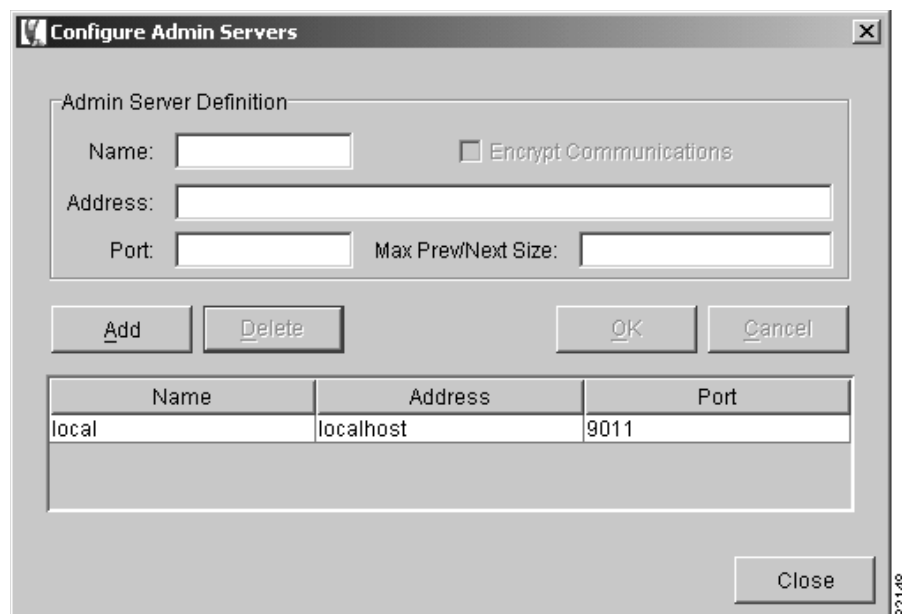 Configure Admin Servers
Admin Server Definition
Name:
Encrypt Communications
Address:
Port:
Max Prev/Next Size:
Add
Delete
OK
Cancel
Name Address Port
local localhost 9011
Close